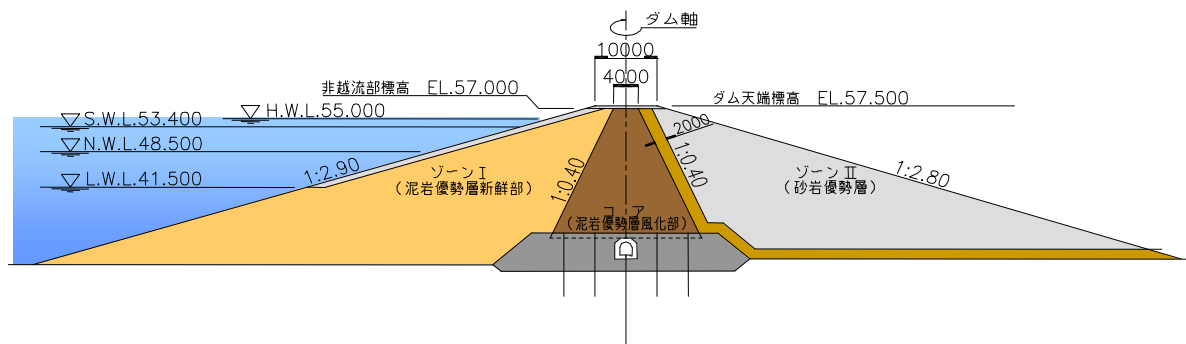 ダム軸
10000
4000
非越流部標高 EL.57.000
ダム天端標高 EL.57.500
H.W.L.55.000
S.W.L.53.400
N.W.L.48.500
L.W.L.41.500
2000
1:2.90
1:0.40
1:0.40
1:2.80
ゾーンⅠ
(泥岩優勢層新鮮部)
ゾーンⅡ
(砂岩優勢層)
コ ア
(泥岩優勢層風化部)